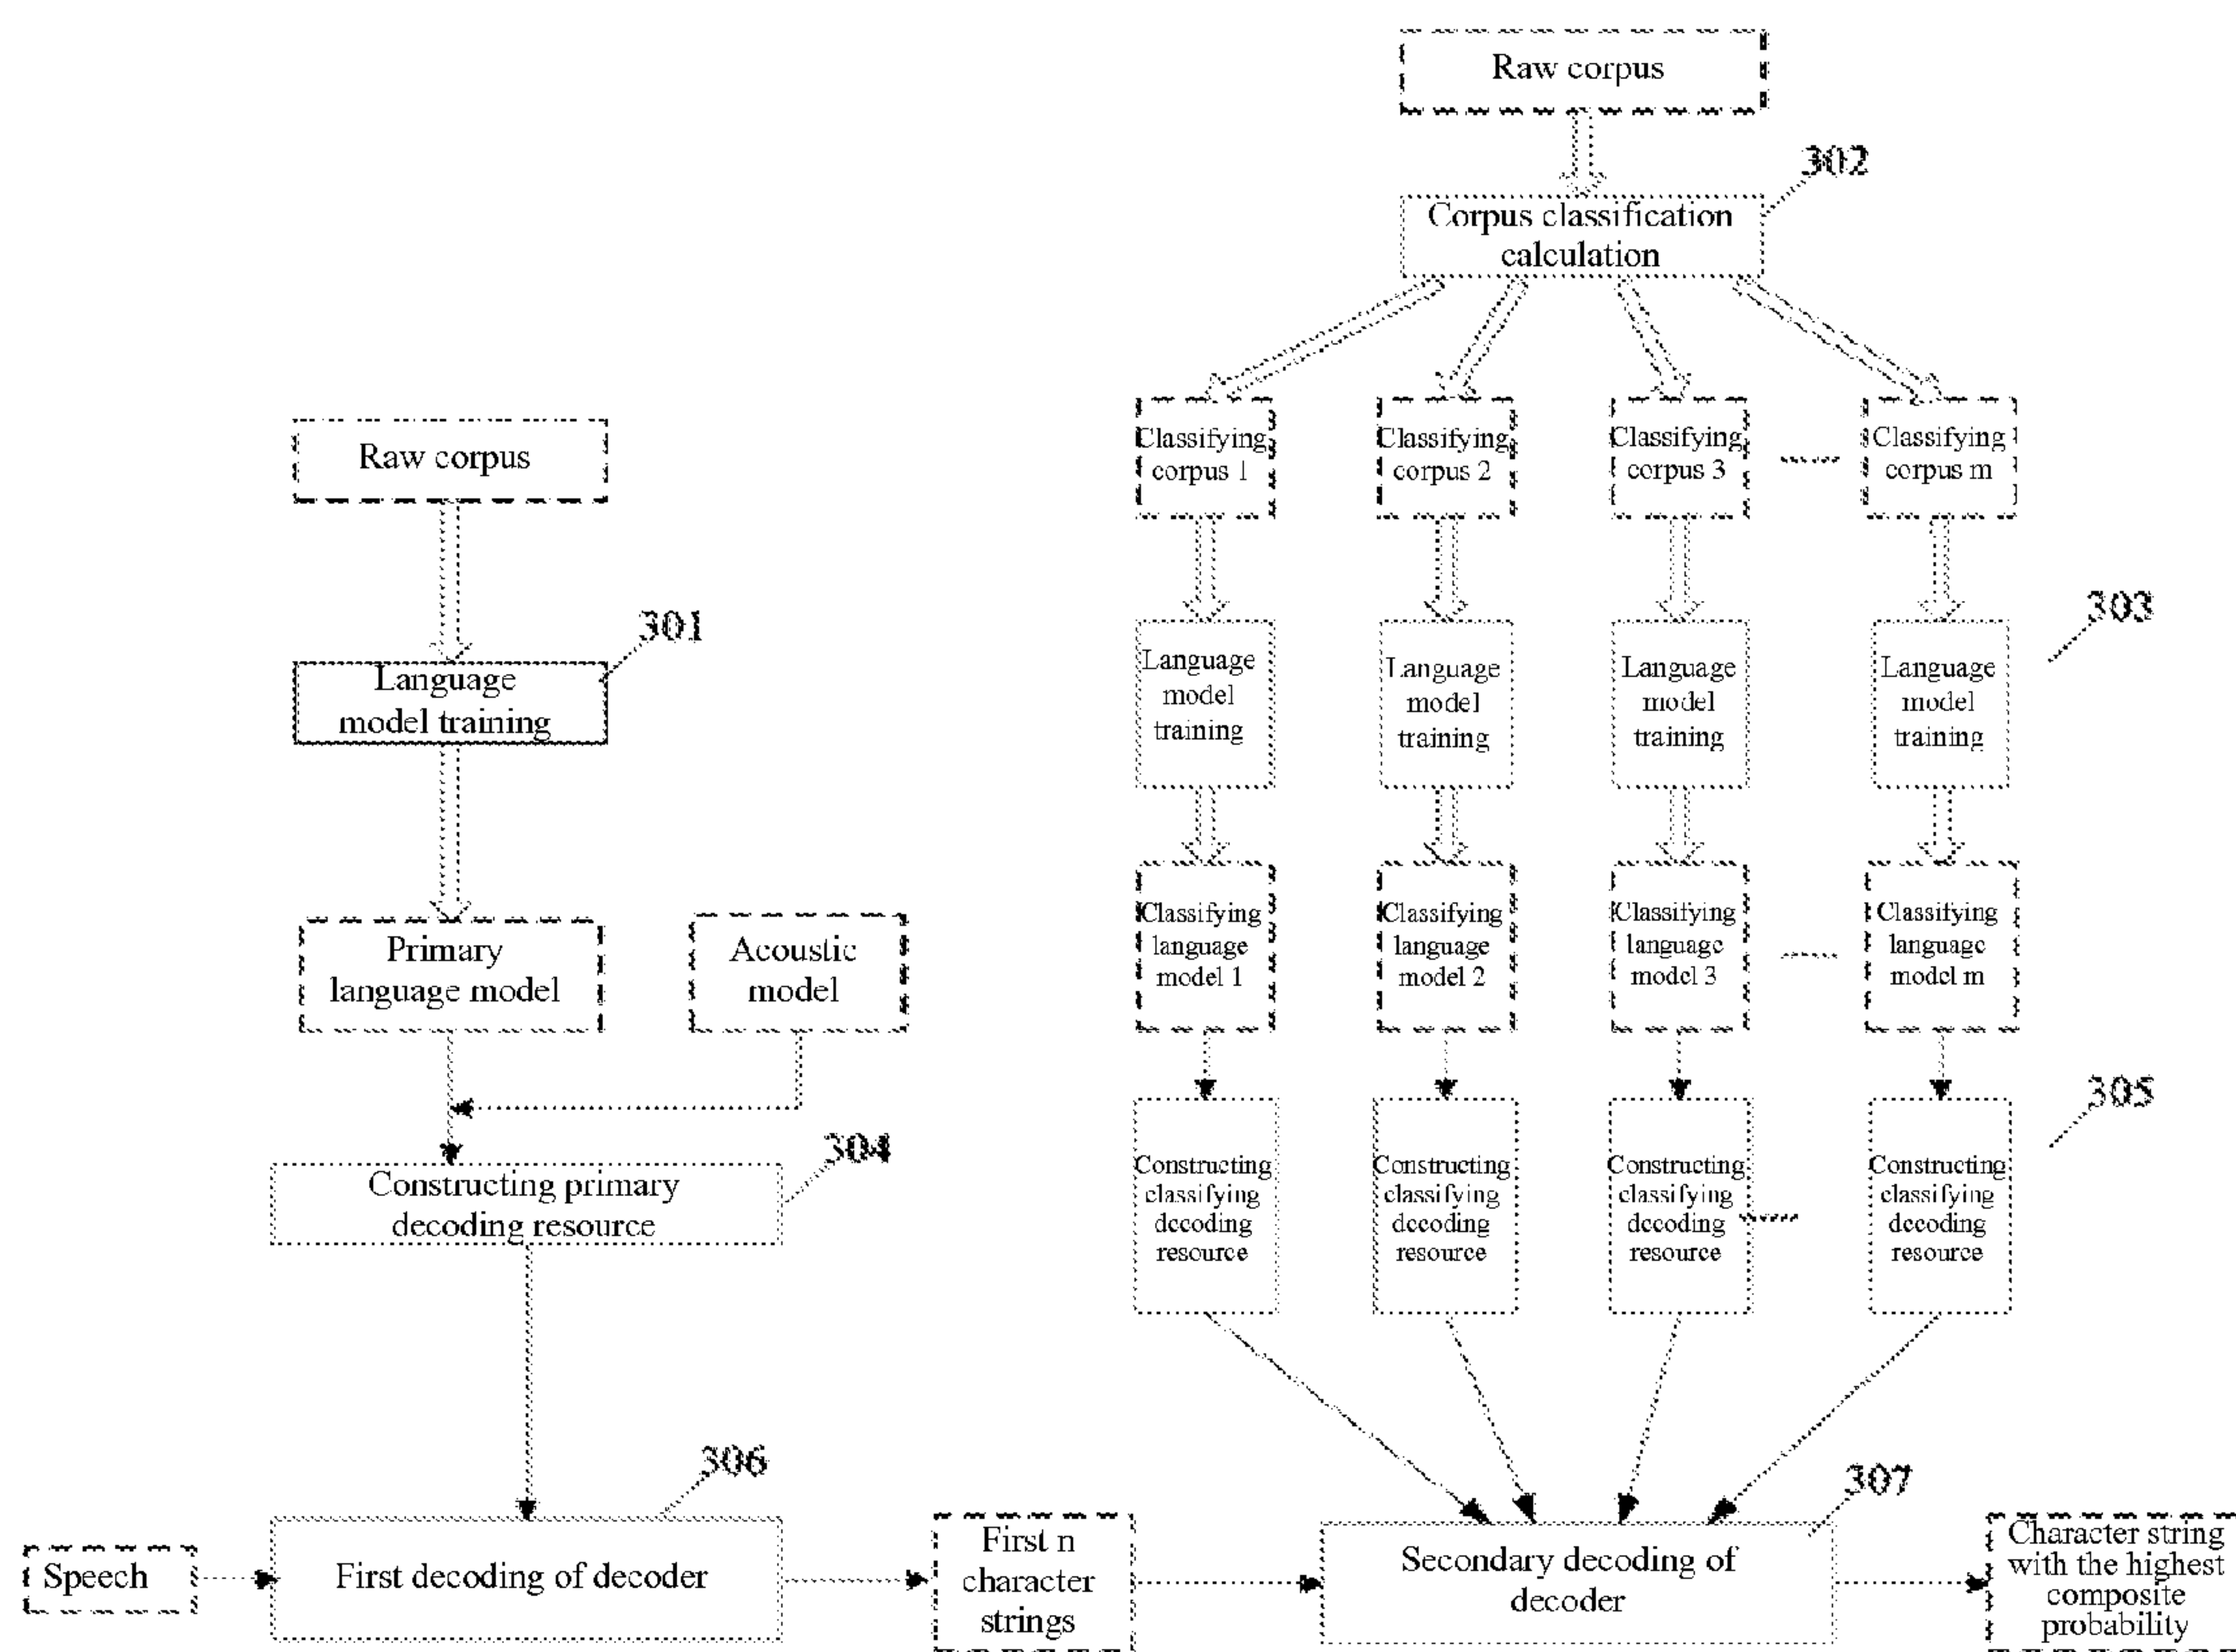 Raw corpus
302
Corpus classification
calculation
Classifying
corpus 1
Classifying
corpus 2
Classifying
corpus 3
Classifying
corpus m
Raw corpus
301
Language
model training
Language
model
training
Language
model
training
Language
model
training
Language
model
training
303
Primary
language model
Acoustic
model
Classifying
language
model 1
Classifying
language
model 2
Classifying
language
model 3
Classifying
language
model m
304
Constructing primary
decoding resource
Constructing
classifying
decoding
resource
Constructing
classifying
decoding
resource
Constructing
classifying
decoding
resource
Constructing
classifying
decoding
resource
305
306
Speech
First decoding of decoder
First n
character
strings
307
Secondary decoding of
decoder
Character string
with the highest
composite
probability